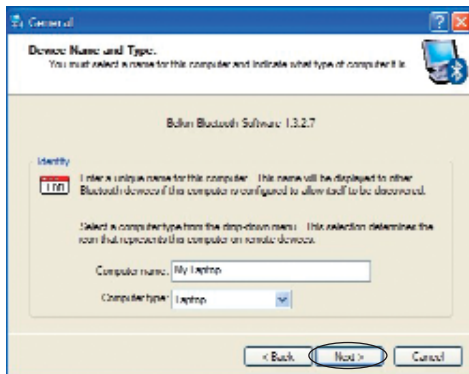 General
Device Name and Type.
You must select a name for this computer and indicate what type of computer it is
Belkin Bluetooth Software 1.3.2.7
Identity
Enter a unique name for this computer. This name will be displayed to other
Bluetooth devices if this computer is configured to allow itself to be discovered.
Select a computer type from the drop-down menu. This selection determines the
icon that represents this computer on remote devices.
Computer name: My Laptop
Computer type: Laptop
< Back Next > Cancel